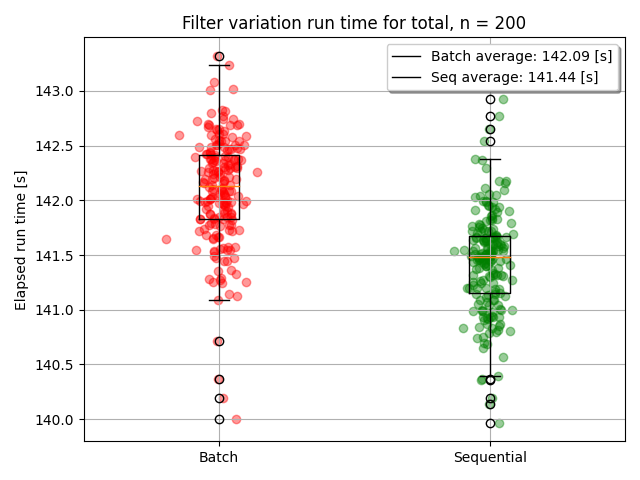 Filter variation run time for total, n = 200
Batch average: 142.09 [s]
Seq average: 141.44 [s]
Elapsed run time [s]
143.0
142.5
142.0
141.5
141.0
140.5
140.0
Batch
Sequential